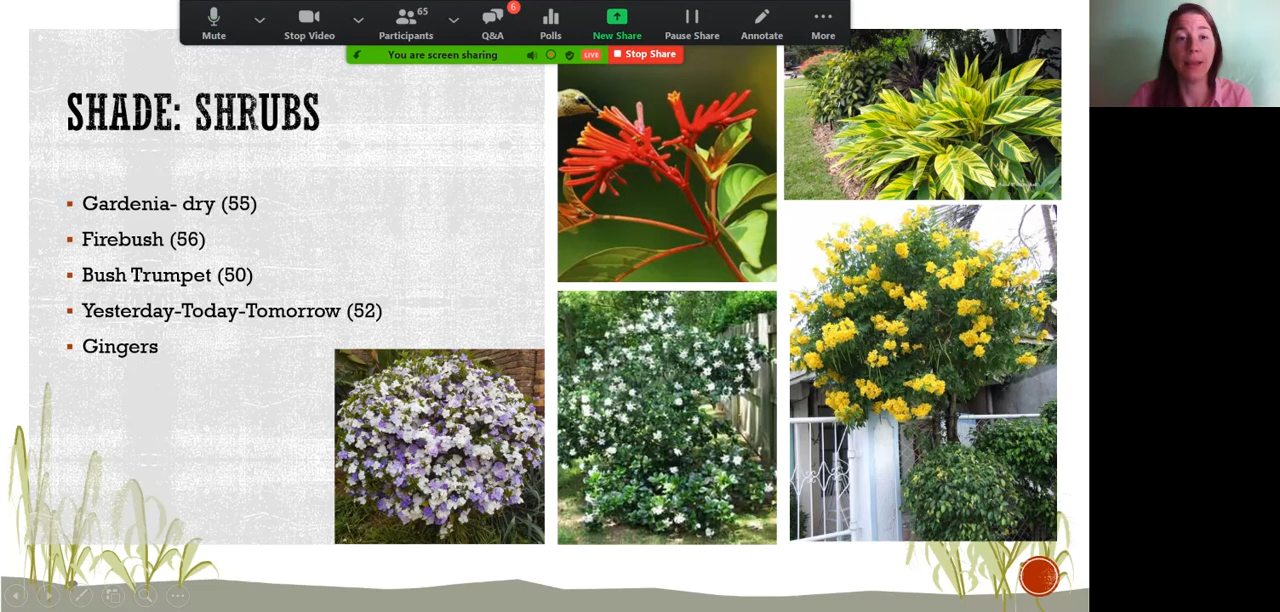 65
6
Mute
Stop Video
Participants
Q&A
Polls
New Share
Pause Share
Annotate
More
You are screen sharing
LIVE
Stop Share
SHADE: SHRUBS
Gardenia- dry (55)
Firebush (56)
Bush Trumpet (50)
Yesterday-Today-Tomorrow (52)
Gingers